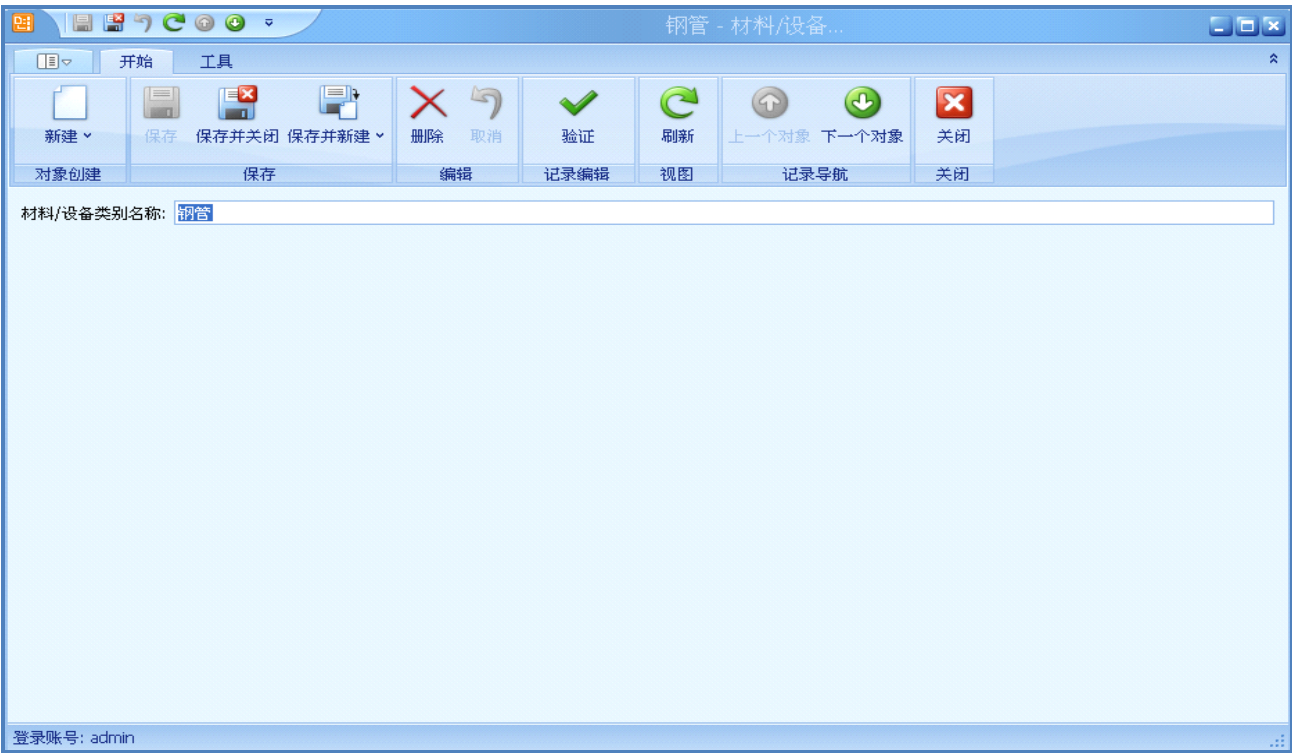 钢管 - 材料/设备...
开始 工具
新建 保存 保存并关闭 保存并新建 删除 取消 验证 刷新 上一个对象 下一个对象 关闭
对象创建 保存 编辑 记录编辑 视图 记录导航 关闭
材料/设备类别名称: 钢管
登录账号: admin